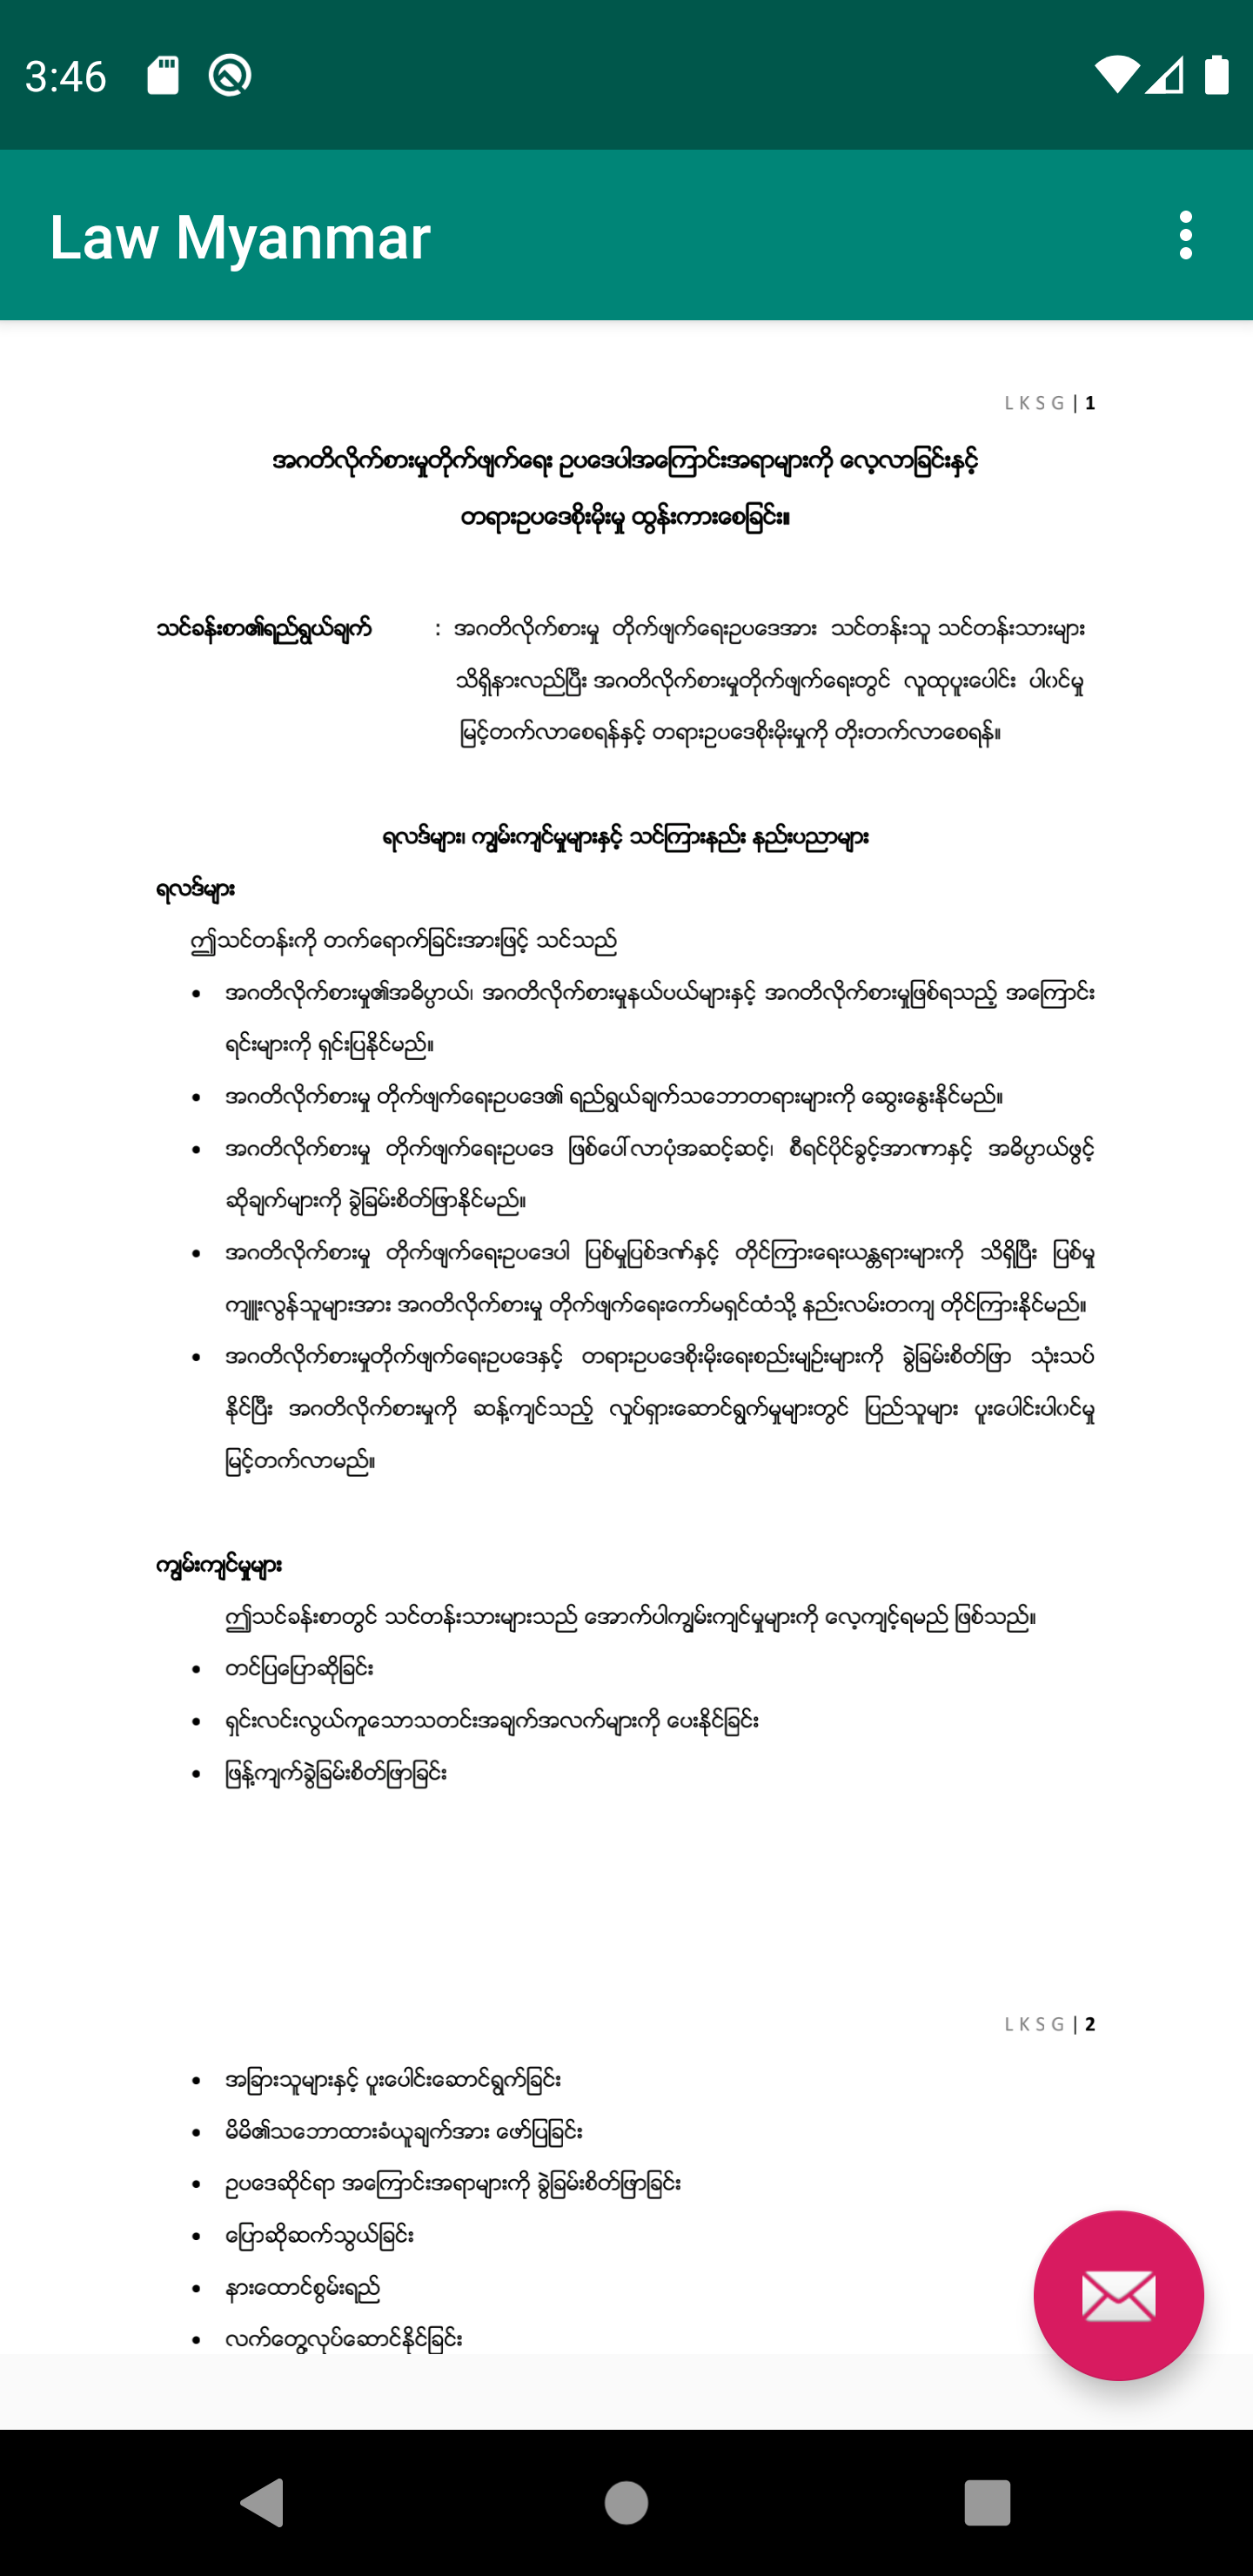 3:46
Law Myanmar
LKSG | 1
အဂတိလိုက်စားမှုတိုက်ဖျက်ရေး ဥပဒေပါအကြောင်းအရာများကို လေ့လာခြင်းနှင့်
တရားဥပဒေစိုးမိုးမှု ထွန်းကားစေခြင်း။
သင်ခန်းစာ၏ရည်ရွယ်ချက် : အဂတိလိုက်စားမှု တိုက်ဖျက်ရေးဥပဒေအား သင်တန်းသူ သင်တန်းသားများ
သိရှိနားလည်ပြီး အဂတိလိုက်စားမှုတိုက်ဖျက်ရေးတွင် လူထုပူးပေါင်း ပါဝင်မှု
မြင့်တက်လာစေရန်နှင့် တရားဥပဒေစိုးမိုးမှုကို တိုးတက်လာစေရန်။
ရလဒ်များ၊ ကျွမ်းကျင်မှုများနှင့် သင်ကြားနည်း နည်းပညာများ
ရလဒ်များ
ဤသင်တန်းကို တက်ရောက်ခြင်းအားဖြင့် သင်သည်
• အဂတိလိုက်စားမှု၏အဓိပ္ပာယ်၊ အဂတိလိုက်စားမှုနယ်ပယ်များနှင့် အဂတိလိုက်စားမှုဖြစ်ရသည့် အကြောင်း
ရင်းများကို ရှင်းပြနိုင်မည်။
• အဂတိလိုက်စားမှု တိုက်ဖျက်ရေးဥပဒေ၏ ရည်ရွယ်ချက်သဘောတရားများကို ဆွေးနွေးနိုင်မည်။
• အဂတိလိုက်စားမှု တိုက်ဖျက်ရေးဥပဒေ ဖြစ်ပေါ်လာပုံအဆင့်ဆင့်၊ စီရင်ပိုင်ခွင့်အာဏာနှင့် အဓိပ္ပာယ်ဖွင့်
ဆိုချက်များကို ခွဲခြမ်းစိတ်ဖြာနိုင်မည်။
• အဂတိလိုက်စားမှု တိုက်ဖျက်ရေးဥပဒေပါ ပြစ်မှုပြစ်ဒဏ်နှင့် တိုင်ကြားရေးယန္တရားများကို သိရှိပြီး ပြစ်မှု
ကျူးလွန်သူများအား အဂတိလိုက်စားမှု တိုက်ဖျက်ရေးကော်မရှင်ထံသို့ နည်းလမ်းတကျ တိုင်ကြားနိုင်မည်။
• အဂတိလိုက်စားမှုတိုက်ဖျက်ရေးဥပဒေနှင့် တရားဥပဒေစိုးမိုးရေးစည်းမျဉ်းများကို ခွဲခြမ်းစိတ်ဖြာ သုံးသပ်
နိုင်ပြီး အဂတိလိုက်စားမှုကို ဆန့်ကျင်သည့် လှုပ်ရှားဆောင်ရွက်မှုများတွင် ပြည်သူများ ပူးပေါင်းပါဝင်မှု
မြင့်တက်လာမည်။
ကျွမ်းကျင်မှုများ
ဤသင်ခန်းစာတွင် သင်တန်းသားများသည် အောက်ပါကျွမ်းကျင်မှုများကို လေ့ကျင့်ရမည် ဖြစ်သည်။
• တင်ပြပြောဆိုခြင်း
• ရှင်းလင်းလွယ်ကူသောသတင်းအချက်အလက်များကို ပေးနိုင်ခြင်း
• ဖြန့်ကျက်ခွဲခြမ်းစိတ်ဖြာခြင်း
LKSG | 2
• အခြားသူများနှင့် ပူးပေါင်းဆောင်ရွက်ခြင်း
• မိမိ၏သဘောထားခံယူချက်အား ဖော်ပြခြင်း
• ဥပဒေဆိုင်ရာ အကြောင်းအရာများကို ခွဲခြမ်းစိတ်ဖြာခြင်း
• ပြောဆိုဆက်သွယ်ခြင်း
• နားထောင်စွမ်းရည်
• လက်တွေ့လုပ်ဆောင်နိုင်ခြင်း